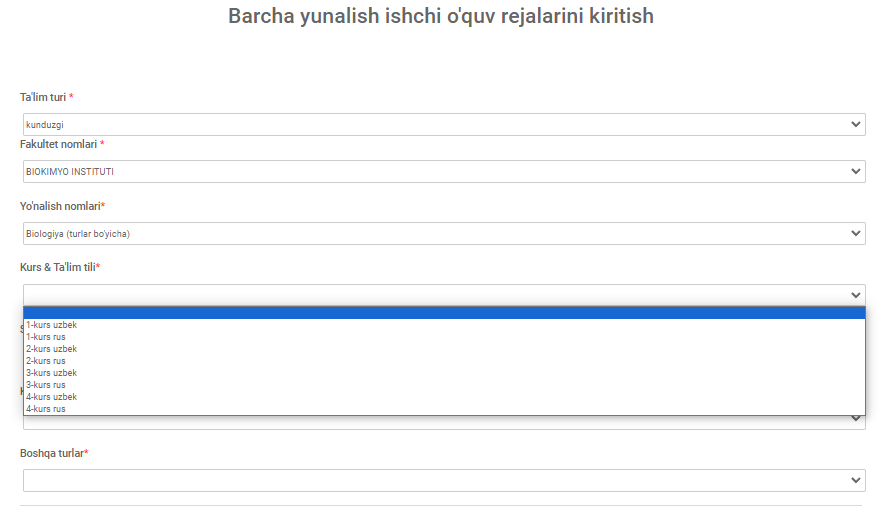 Barcha yunalish ishchi o'quv rejalarini kiritish
Ta'lim turi *
kunduzgi
Fakultet nomlari *
BIOKIMYO INSTITUTI
Yo'nalish nomlari*
Biologiya (turlar bo'yicha)
Kurs & Ta'lim tili*
1-kurs uzbek
1-kurs rus
2-kurs uzbek
2-kurs rus
3-kurs uzbek
3-kurs rus
4-kurs uzbek
4-kurs rus
Boshqa turlar*